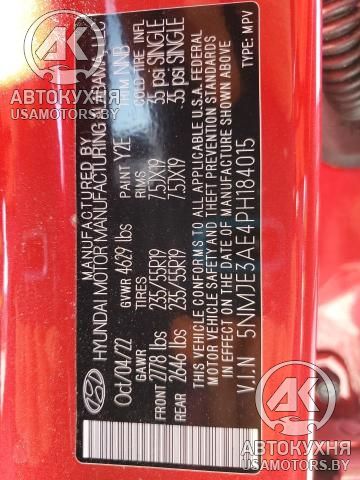 MANUFACTURED BY
HYUNDAI MOTOR MANUFACTURING ALABAMA, LLC
Oct/04/22
GVWR 4629 lbs
PAINT Y2E
TRIM NNB
GAWR
TIRES
RIMS
COLD TIRE INFL
FRONT 2778 lbs
235/55R19
7.5JX19
35 PSI SINGLE
REAR 2646 lbs
235/55R19
7.5JX19
35 PSI SINGLE
THIS VEHICLE CONFORMS TO ALL APPLICABLE U.S.A. FEDERAL
MOTOR VEHICLE SAFETY AND THEFT PREVENTION STANDARDS
IN EFFECT ON THE DATE OF MANUFACTURE SHOWN ABOVE
V.I.N 5NMJE3AE4PH184015
TYPE: MPV
АВТОКУХНЯ
USAMOTORS.BY
АВТОКУХНЯ
USAMOTORS.BY